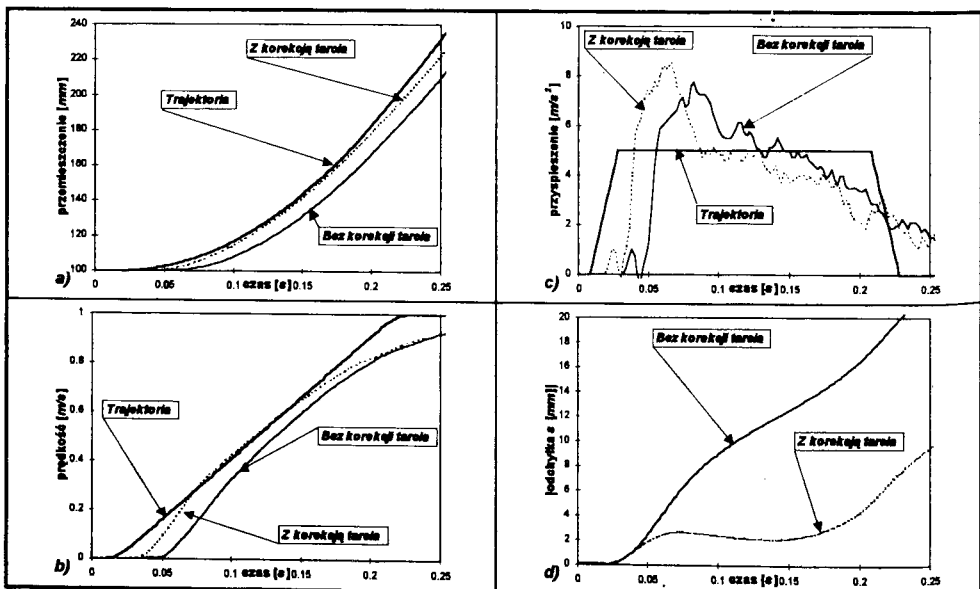 240
220
200
180
160
140
120
100
przemieszczenie [mm]
Z korekcją tarcia
Trajektoria
Bez korekcji tarcia
a)
0
0.05
0.1
czas [s]
0.15
0.2
0.25
10
8
6
4
2
0
przyspieszenie [m/s²]
Z korekcją tarcia
Bez korekcji tarcia
Trajektoria
c)
0
0.05
0.1
czas [s]
0.15
0.2
0.25
1
0.8
0.6
0.4
0.2
0
prędkość [m/s]
Trajektoria
Bez korekcji tarcia
Z korekcją tarcia
b)
0
0.05
0.1
czas [s]
0.15
0.2
0.25
20
18
16
14
12
10
8
6
4
2
0
|odchyłka s [mm]|
Bez korekcji tarcia
Z korekcją tarcia
d)
0.05
0.1
czas [s]
0.15
0.2
0.25